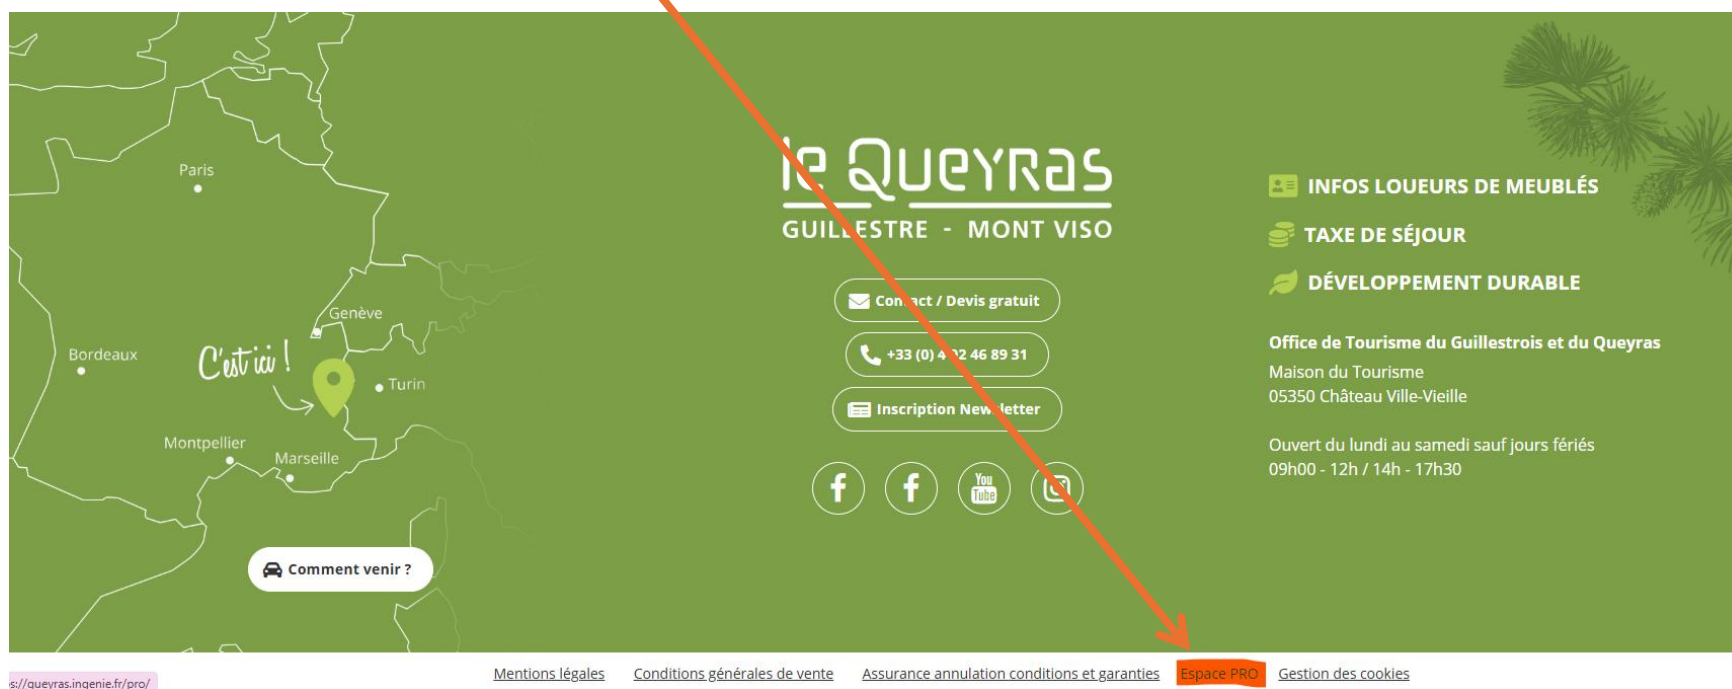 Paris
Genève
Bordeaux
C'est ici !
Turin
Montpellier
Marseille
Comment venir ?
le Queyras
GUILLESTRE - MONT VISO
Contact / Devis gratuit
+33 (0) 4 92 46 89 31
Inscription Newsletter
You
Tube
INFOS LOUEURS DE MEUBLÉS
TAXE DE SÉJOUR
DÉVELOPPEMENT DURABLE
Office de Tourisme du Guillestrois et du Queyras
Maison du Tourisme
05350 Château Ville-Vieille
Ouvert du lundi au samedi sauf jours fériés
09h00 - 12h / 14h - 17h30
Mentions légales Conditions générales de vente Assurance annulation conditions et garanties Espace PRO Gestion des cookies
s://queyras.ingenie.fr/pro/